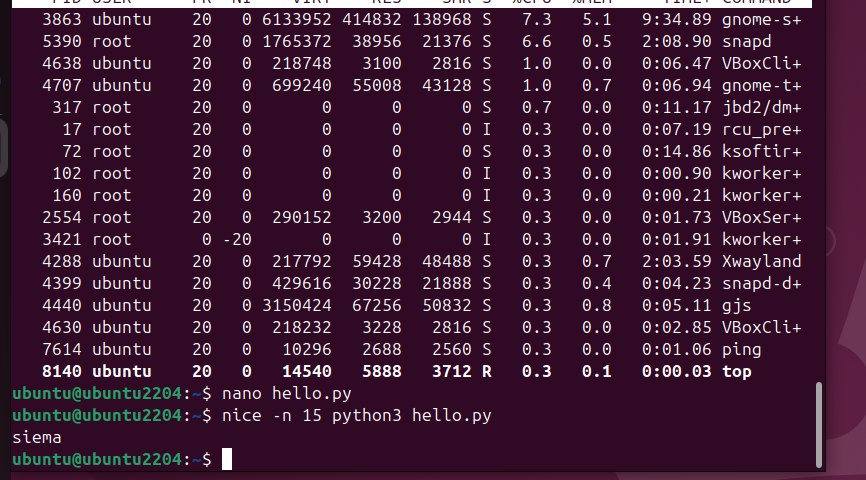 PID USER PR NI VIRT RES SHR S %CPU %MEM TIME+ COMMAND
3863 ubuntu 20 0 6133952 414832 138968 S 7.3 5.1 9:34.89 gnome-s+
5390 root 20 0 1765372 38956 21376 S 6.6 0.5 2:08.90 snapd
4638 ubuntu 20 0 218748 3100 2816 S 1.0 0.0 0:06.47 VBoxCli+
4707 ubuntu 20 0 699240 55008 43128 S 1.0 0.7 0:06.94 gnome-t+
317 root 20 0 0 0 0 S 0.7 0.0 0:11.17 jbd2/dm+
17 root 20 0 0 0 0 I 0.3 0.0 0:07.19 rcu_pre+
72 root 20 0 0 0 0 S 0.3 0.0 0:14.86 ksoftir+
102 root 20 0 0 0 0 I 0.3 0.0 0:00.90 kworker+
160 root 20 0 0 0 0 I 0.3 0.0 0:00.21 kworker+
2554 root 20 0 290152 3200 2944 S 0.3 0.0 0:01.73 VBoxSer+
3421 root 0 -20 0 0 0 I 0.3 0.0 0:01.91 kworker+
4288 ubuntu 20 0 217792 59428 48488 S 0.3 0.7 2:03.59 Xwayland
4399 ubuntu 20 0 429616 30228 21888 S 0.3 0.4 0:04.23 snapd-d+
4440 ubuntu 20 0 3150424 67256 50832 S 0.3 0.8 0:05.11 gjs
4630 ubuntu 20 0 218232 3228 2816 S 0.3 0.0 0:02.85 VBoxCli+
7614 ubuntu 20 0 10296 2688 2560 S 0.3 0.0 0:01.06 ping
8140 ubuntu 20 0 14540 5888 3712 R 0.3 0.1 0:00.03 top
ubuntu@ubuntu2204:~$ nano hello.py
ubuntu@ubuntu2204:~$ nice -n 15 python3 hello.py
siema
ubuntu@ubuntu2204:~$